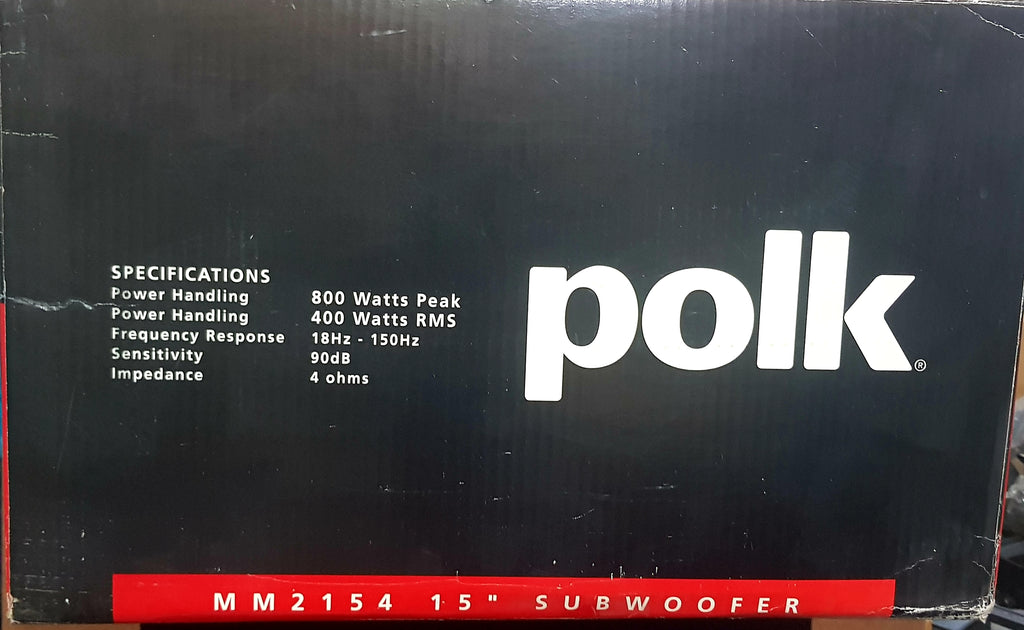 SPECIFICATIONS
Power Handling 800 Watts Peak
Power Handling 400 Watts RMS
Frequency Response 18Hz - 150Hz
Sensitivity 90dB
Impedance 4 ohms
polk®
MM2154 15" SUBWOOFER